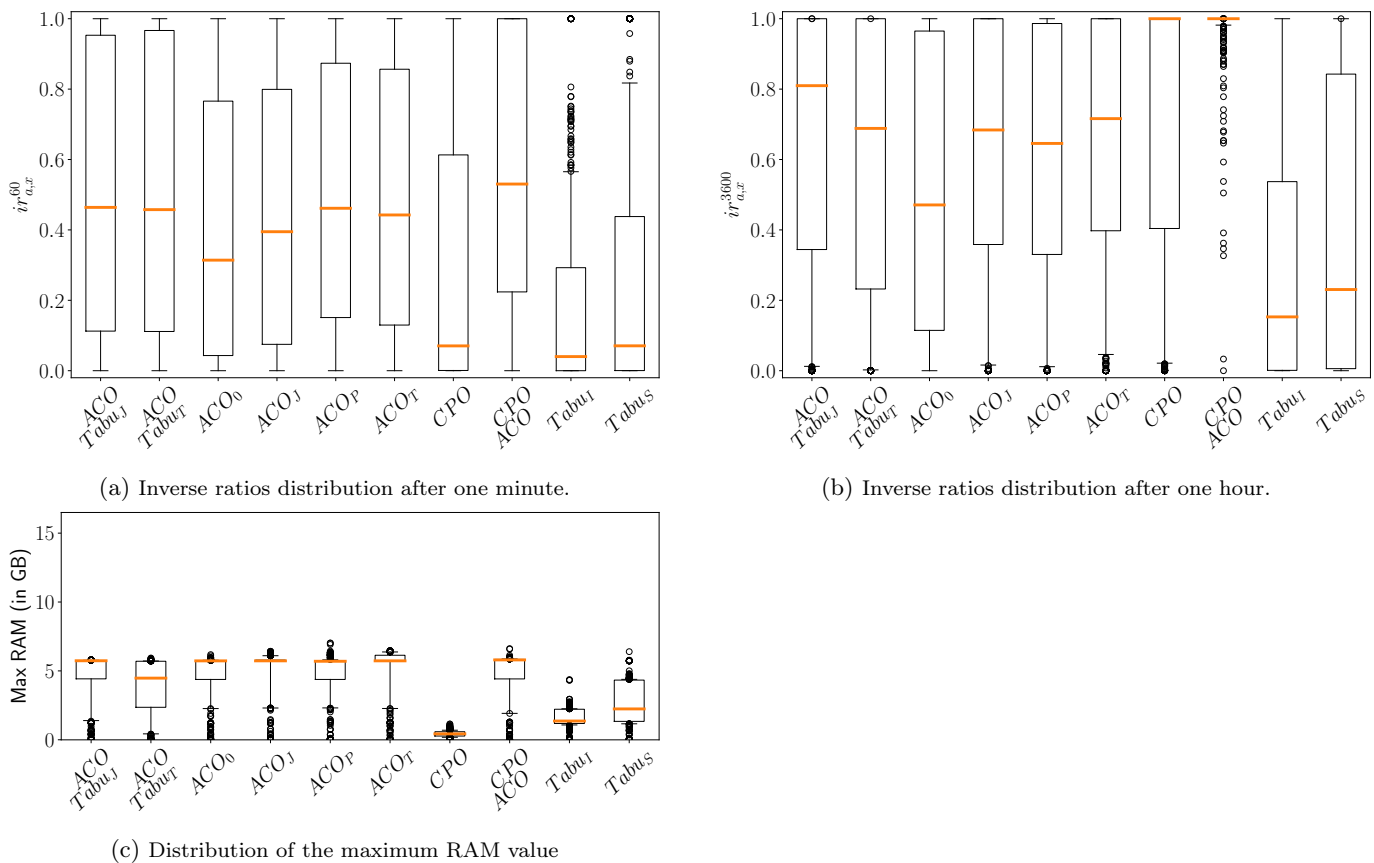 1.0
0.8
0.6
0.4
0.2
0.0
ir^{60}_{a,x}
ACO Tabu_J
ACO Tabu_T
ACO_0
ACO_J
ACO_P
ACO_T
CPO
CPO ACO
Tabu_I
Tabu_S
(a) Inverse ratios distribution after one minute.
1.0
0.8
0.6
0.4
0.2
0.0
ir^{3600}_{a,x}
ACO Tabu_J
ACO Tabu_T
ACO_0
ACO_J
ACO_P
ACO_T
CPO
CPO ACO
Tabu_I
Tabu_S
(b) Inverse ratios distribution after one hour.
15
10
5
0
Max RAM (in GB)
ACO Tabu_J
ACO Tabu_T
ACO_0
ACO_J
ACO_P
ACO_T
CPO
CPO ACO
Tabu_I
Tabu_S
(c) Distribution of the maximum RAM value